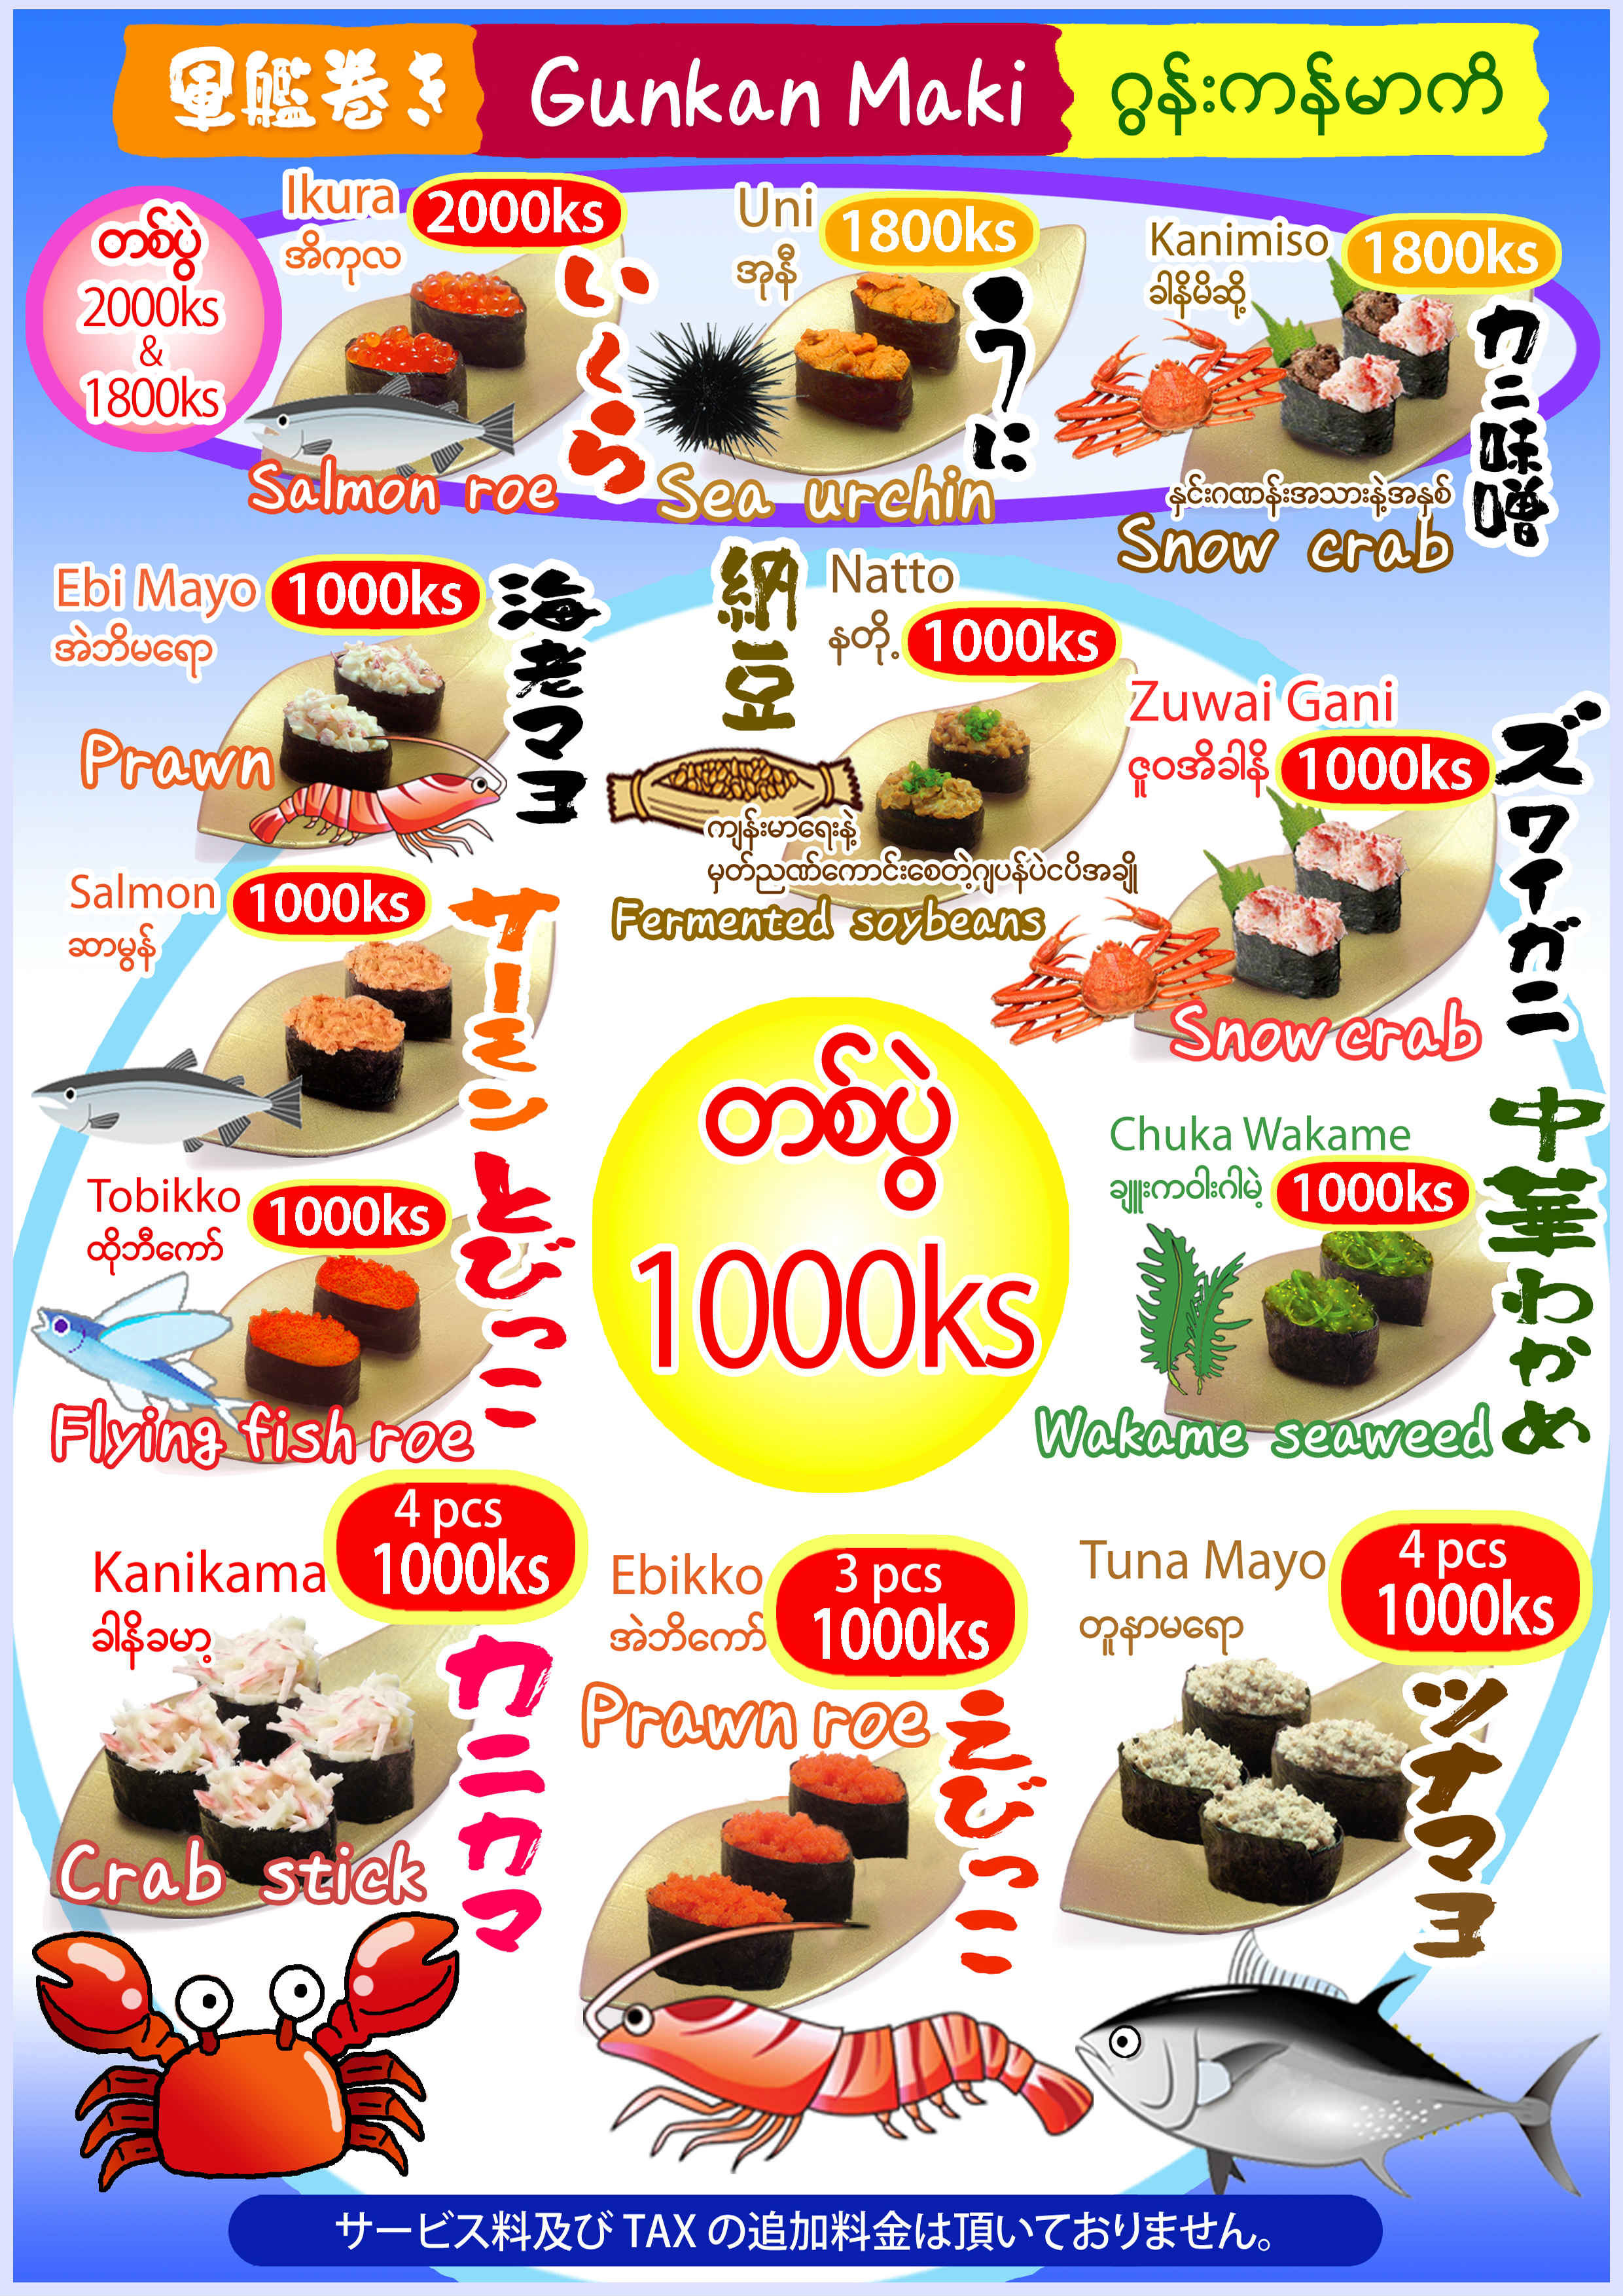 軍艦巻き
Gunkan Maki
ဂွန်းကန်မာကိ
တစ်ပွဲ
2000ks
&
1800ks
Ikura
အိကုလ
2000ks
いくら
Salmon roe
Uni
အုနီ
1800ks
うに
Sea urchin
Kanimiso
ခါနိမိဆို့
1800ks
カニ味噌
နှင်းဂဏန်းအသားနဲ့အနှစ်
Snow crab
Ebi Mayo
အဲဘိမရော
1000ks
海老マヨ
Prawn
納豆
Natto
နတို့
1000ks
ကျန်းမာရေးနဲ့
မှတ်ညဏ်ကောင်းစေတဲ့ဂျပန်ပဲငပိအချို
Fermented soybeans
Zuwai Gani
ဇူဝအိခါနိ
1000ks
ズワイガニ
Snow crab
Salmon
ဆာမွန်
1000ks
サーモン
တစ်ပွဲ
1000ks
Chuka Wakame
ချူးကဝါးဂါမဲ့
1000ks
中華わかめ
Wakame seaweed
Tobikko
ထိုဘီကော်
1000ks
とびっこ
Flying fish roe
Kanikama
ခါနိခမာ့
4 pcs
1000ks
カニカマ
Crab stick
Ebikko
အဲဘိကော်
3 pcs
1000ks
Prawn roe
えびっこ
Tuna Mayo
တူနာမရော
4 pcs
1000ks
ツナマヨ
サービス料及び TAX の追加料金は頂いておりません。